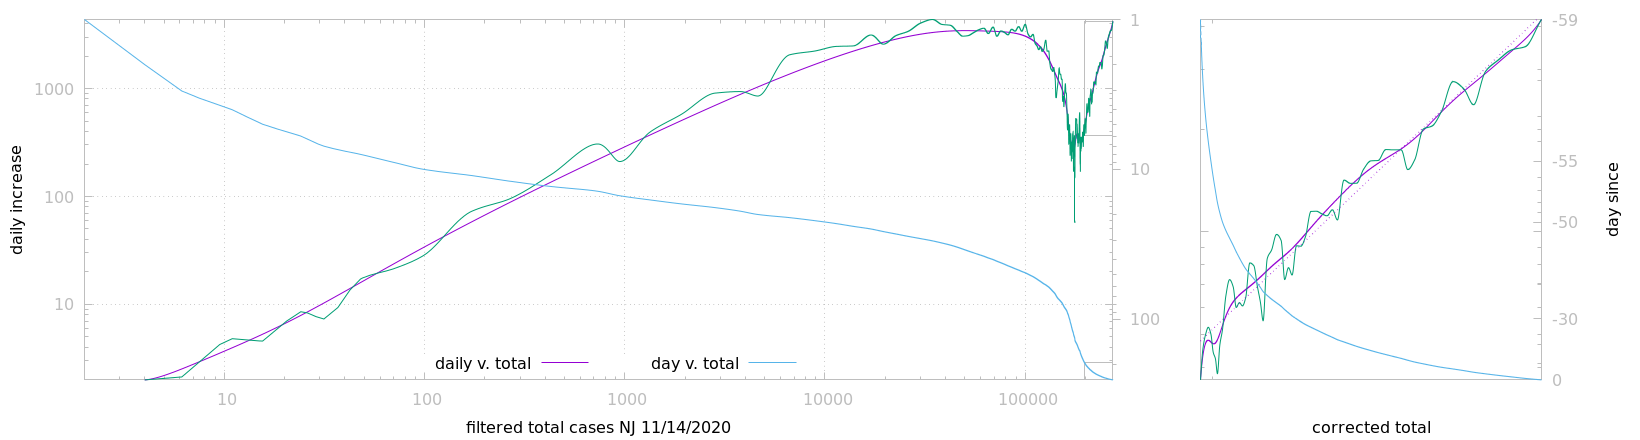 daily increase
1000
100
10
10
100
1000
10000
100000
1
10
100
daily v. total
day v. total
filtered total cases NJ 11/14/2020
-59
-55
-50
-30
0
day since
corrected total